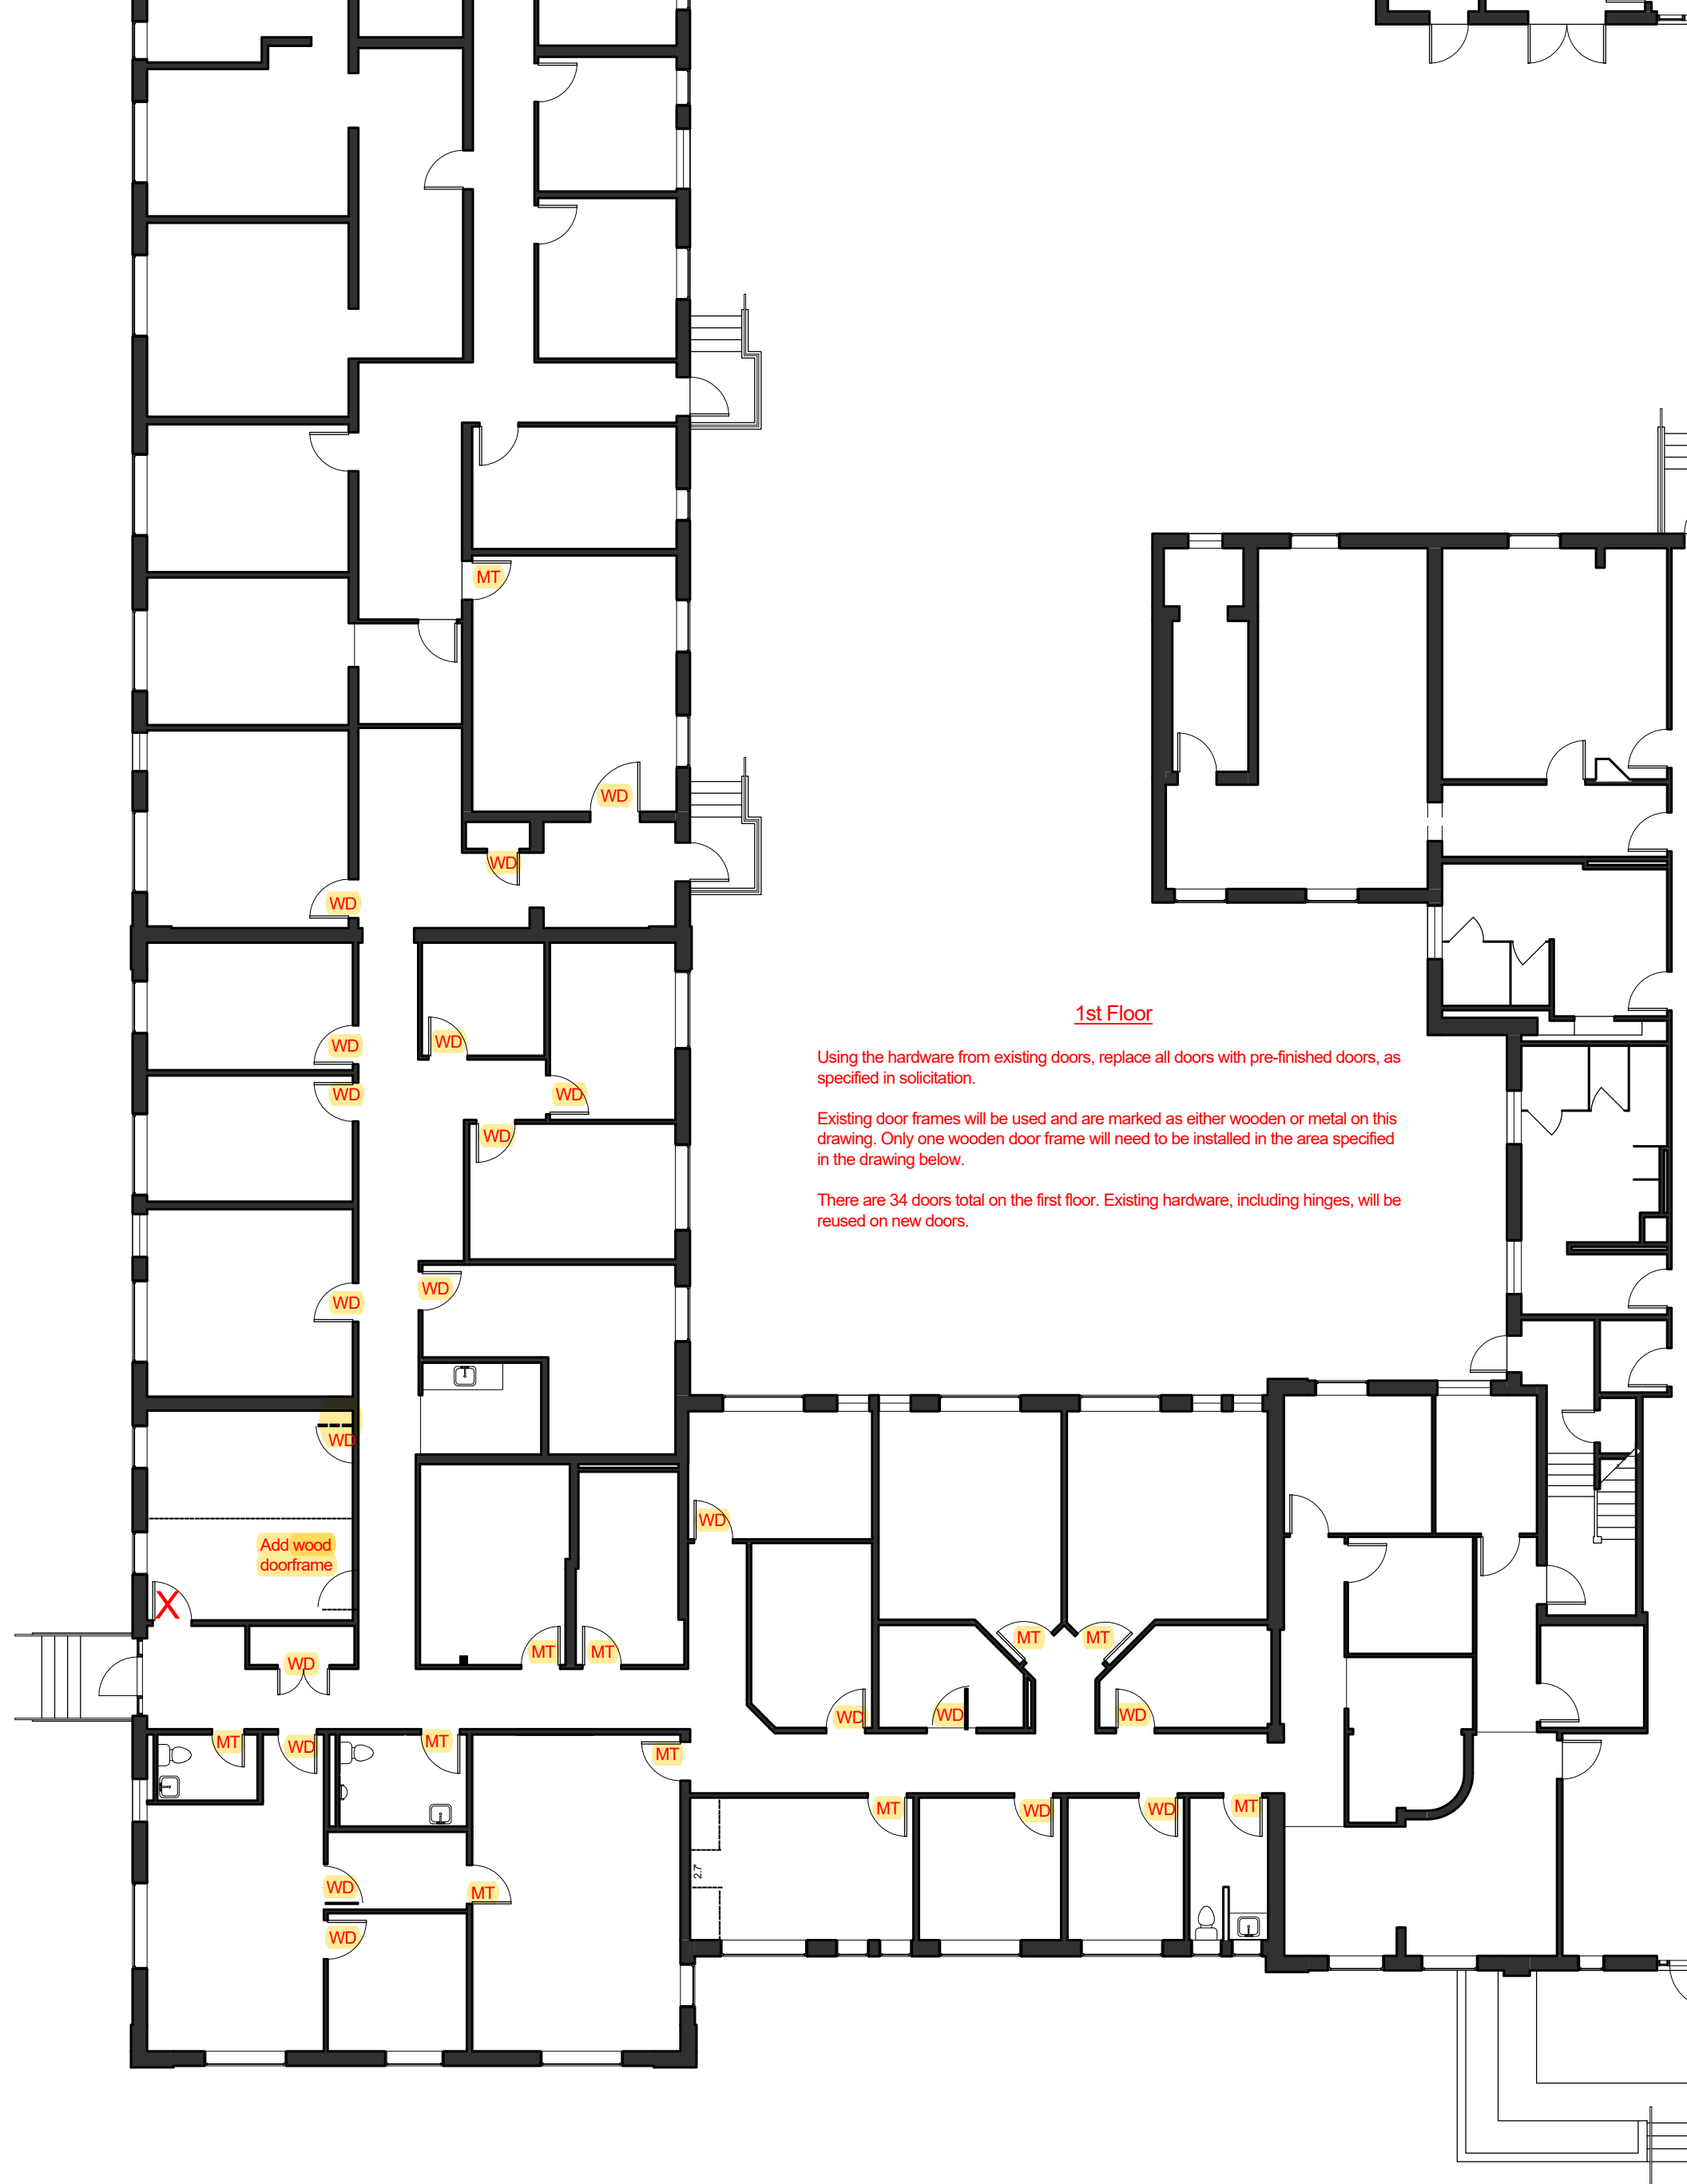 MT
WD
WD
WD
1st Floor
Using the hardware from existing doors, replace all doors with pre-finished doors, as
specified in solicitation.
Existing door frames will be used and are marked as either wooden or metal on this
drawing. Only one wooden door frame will need to be installed in the area specified
in the drawing below.
There are 34 doors total on the first floor. Existing hardware, including hinges, will be
reused on new doors.
WD
WD
WD
WD
WD
WD
WD
WD
WD
Add wood
doorframe
X
MT
MT
MT
MT
WD
WD
WD
WD
MT
WD
MT
MT
MT
WD
WD
MT
2.7'
WD
MT
WD